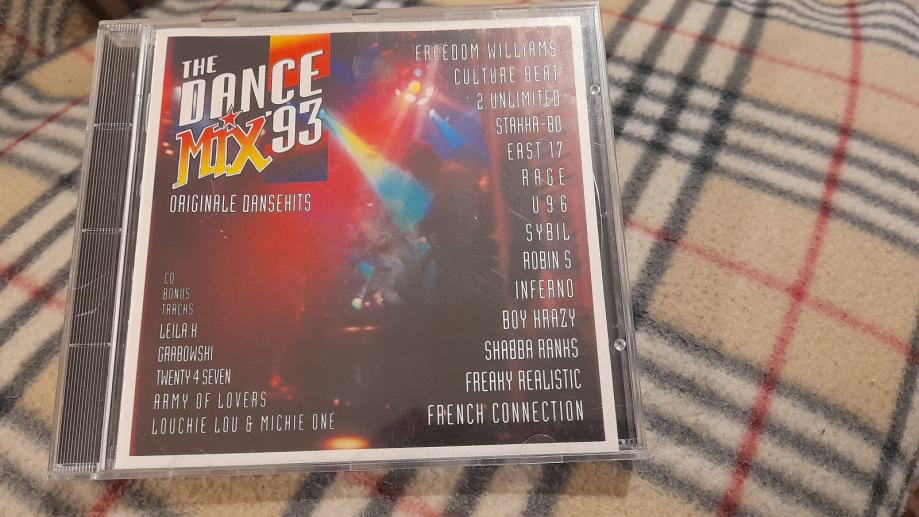 THE
DANCE
MIX '93
ORIGINALE DANSEHITS
FREEDOM WILLIAMS
CULTURE BEAT
2 UNLIMITED
STAKKA-BO
EAST 17
RAGE
U 9 6
SYBIL
ROBIN S
INFERNO
BOY KRAZY
SHABBA RANKS
FREAKY REALISTIC
FRENCH CONNECTION
CD
BONUS
TRACKS
LEILA K
GRABOWSKI
TWENTY 4 SEVEN
ARMY OF LOVERS
LOUCHIE LOU & MICHIE ONE